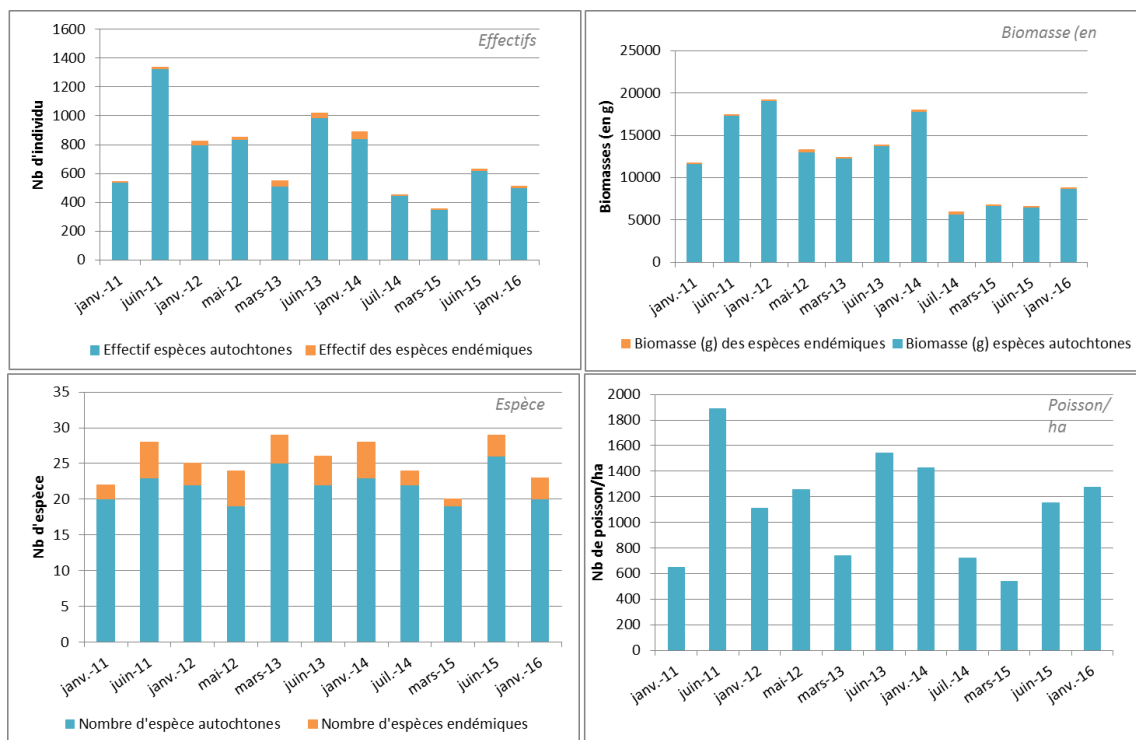 Effectifs
Nb d'individu
1600
1400
1200
1000
800
600
400
200
0
janv.-11
juin-11
janv.-12
mai-12
mars-13
juin-13
janv.-14
juil.-14
mars-15
juin-15
janv.-16
Effectif espèces autochtones
Effectif des espèces endémiques
Biomasse (en
Biomasses (en g)
25000
20000
15000
10000
5000
0
janv.-11
juin-11
janv.-12
mai-12
mars-13
juin-13
janv.-14
juil.-14
mars-15
juin-15
janv.-16
Biomasse (g) des espèces endémiques
Biomasse (g) espèces autochtones
Espèce
Nb d'espèce
35
30
25
20
15
10
5
0
janv.-11
juin-11
janv.-12
mai-12
mars-13
juin-13
janv.-14
juil.-14
mars-15
juin-15
janv.-16
Nombre d'espèce autochtones
Nombre d'espèces endémiques
Poisson/
ha
Nb de poisson/ha
2000
1800
1600
1400
1200
1000
800
600
400
200
0
janv.-11
juin-11
janv.-12
mai-12
mars-13
juin-13
janv.-14
juil.-14
mars-15
juin-15
janv.-16